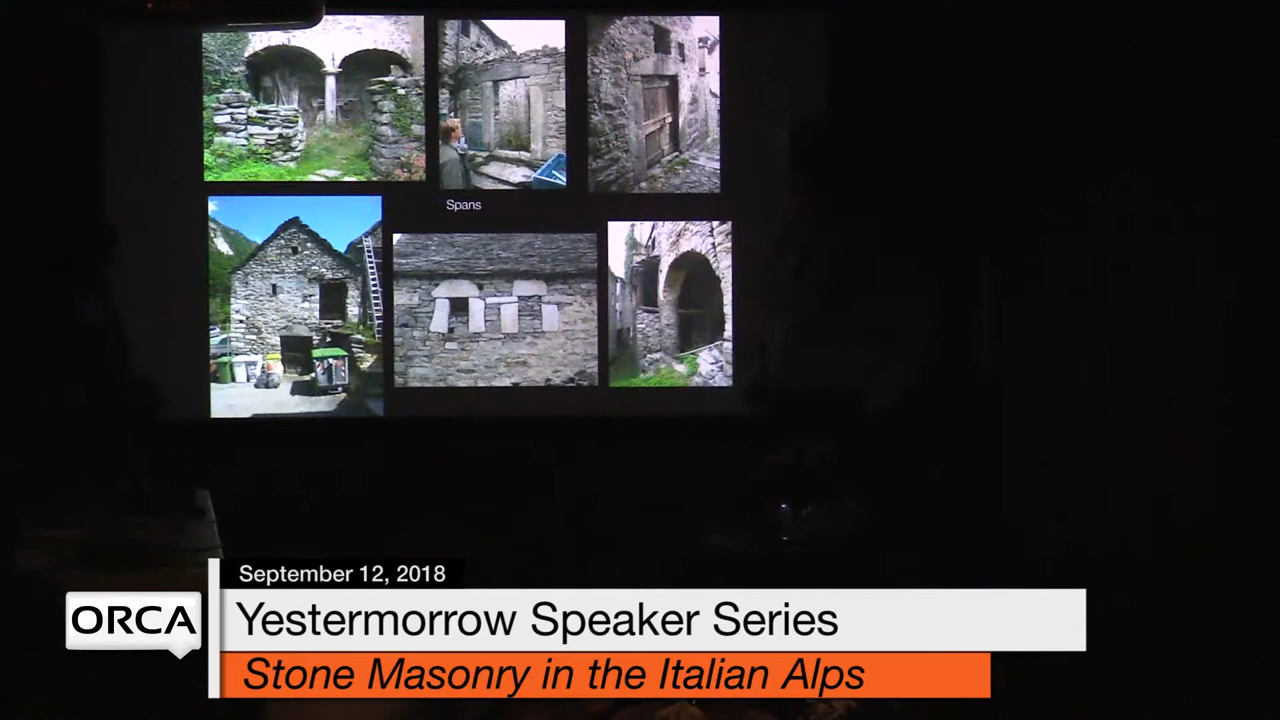 Spans
September 12, 2018
ORCA
Yestermorrow Speaker Series
Stone Masonry in the Italian Alps